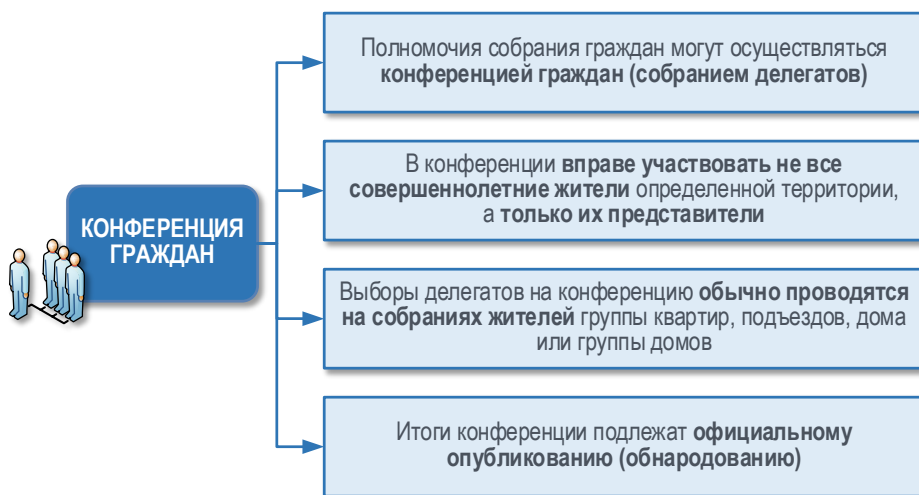 КОНФЕРЕНЦИЯ
ГРАЖДАН
Полномочия собрания граждан могут осуществляться
конференцией граждан (собранием делегатов)
В конференции вправе участвовать не все
совершеннолетние жители определенной территории,
а только их представители
Выборы делегатов на конференцию обычно проводятся
на собраниях жителей группы квартир, подъездов, дома
или группы домов
Итоги конференции подлежат официальному
опубликованию (обнародованию)